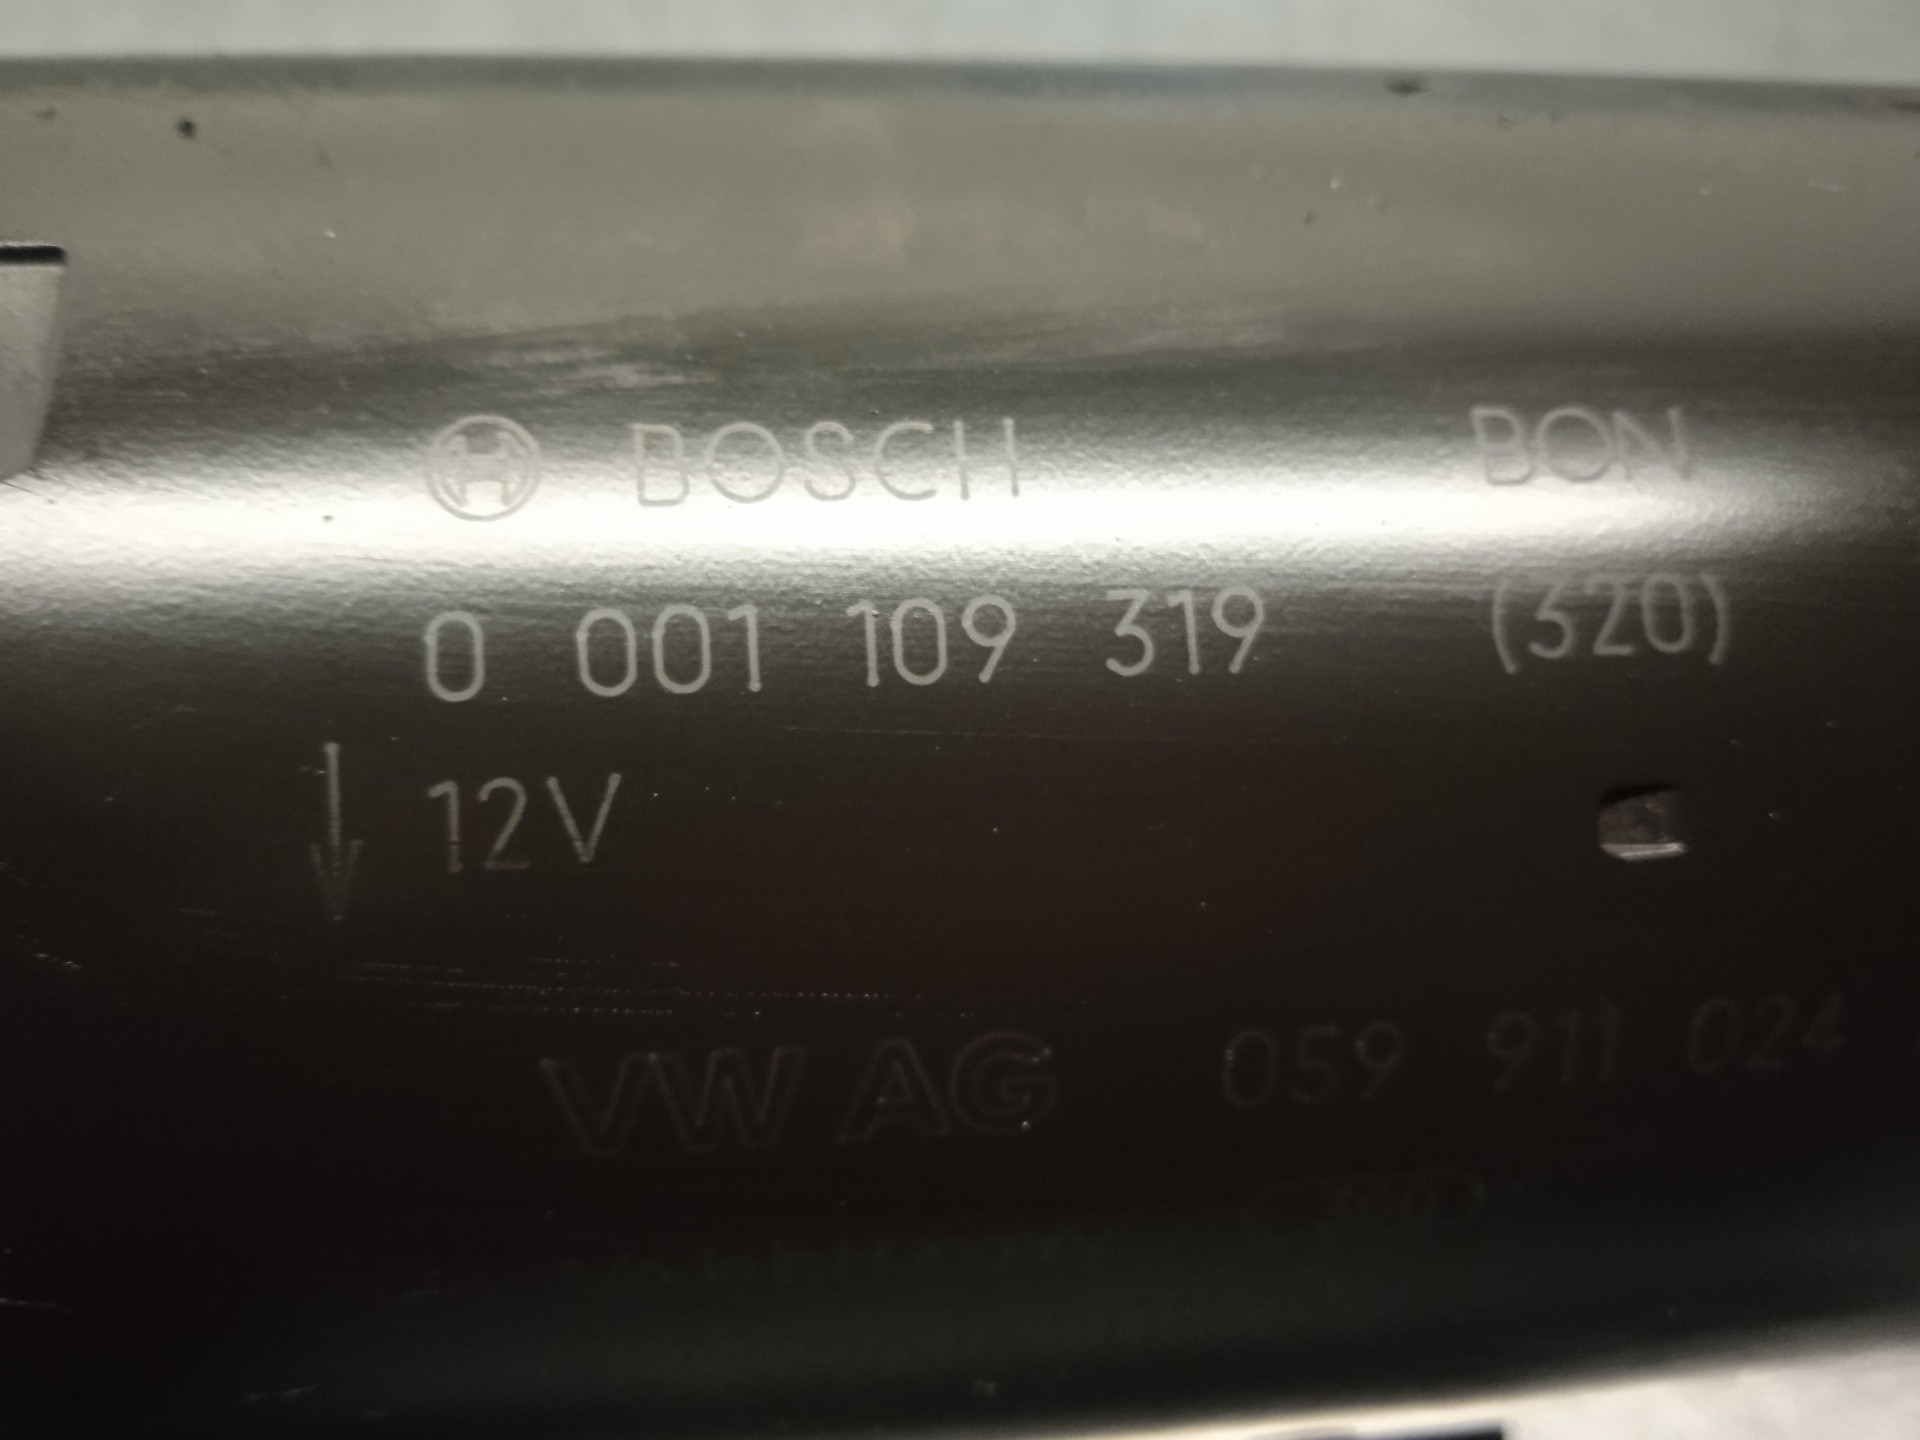 BOSCH BON
0 001 109 319 (320)
12V
VW AG 059 911 024